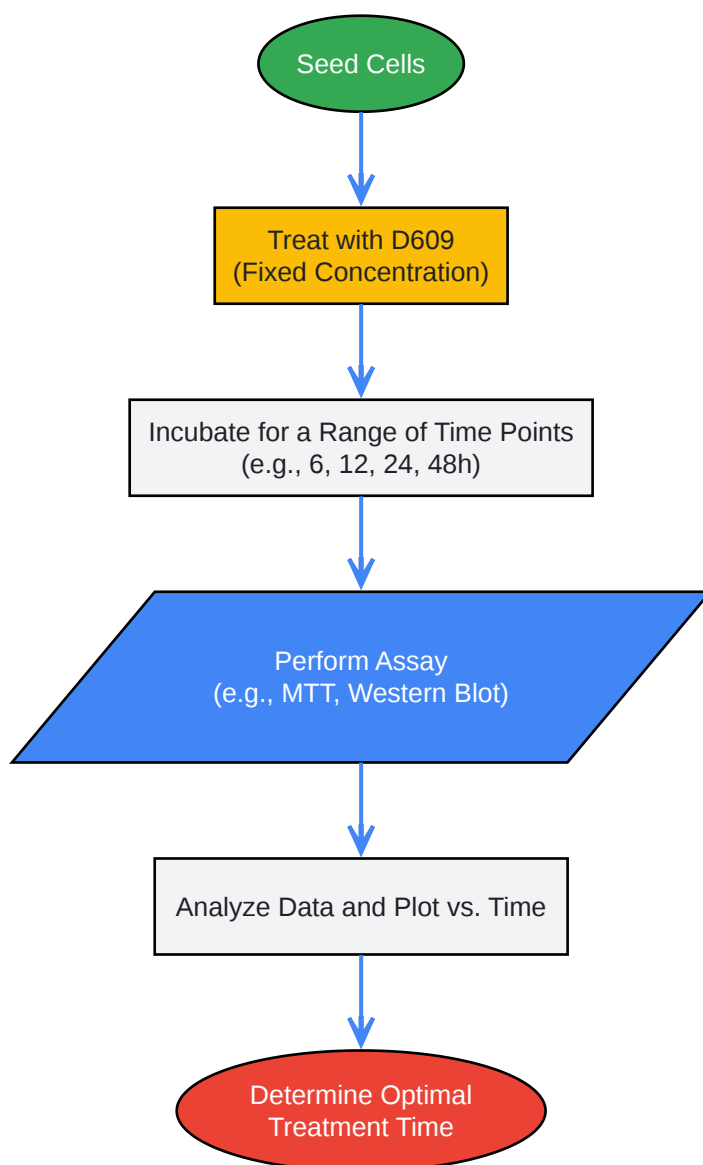 Seed Cells
Treat with D609
(Fixed Concentration)
Incubate for a Range of Time Points
(e.g., 6, 12, 24, 48h)
Perform Assay
(e.g., MTT, Western Blot)
Analyze Data and Plot vs. Time
Determine Optimal
Treatment Time